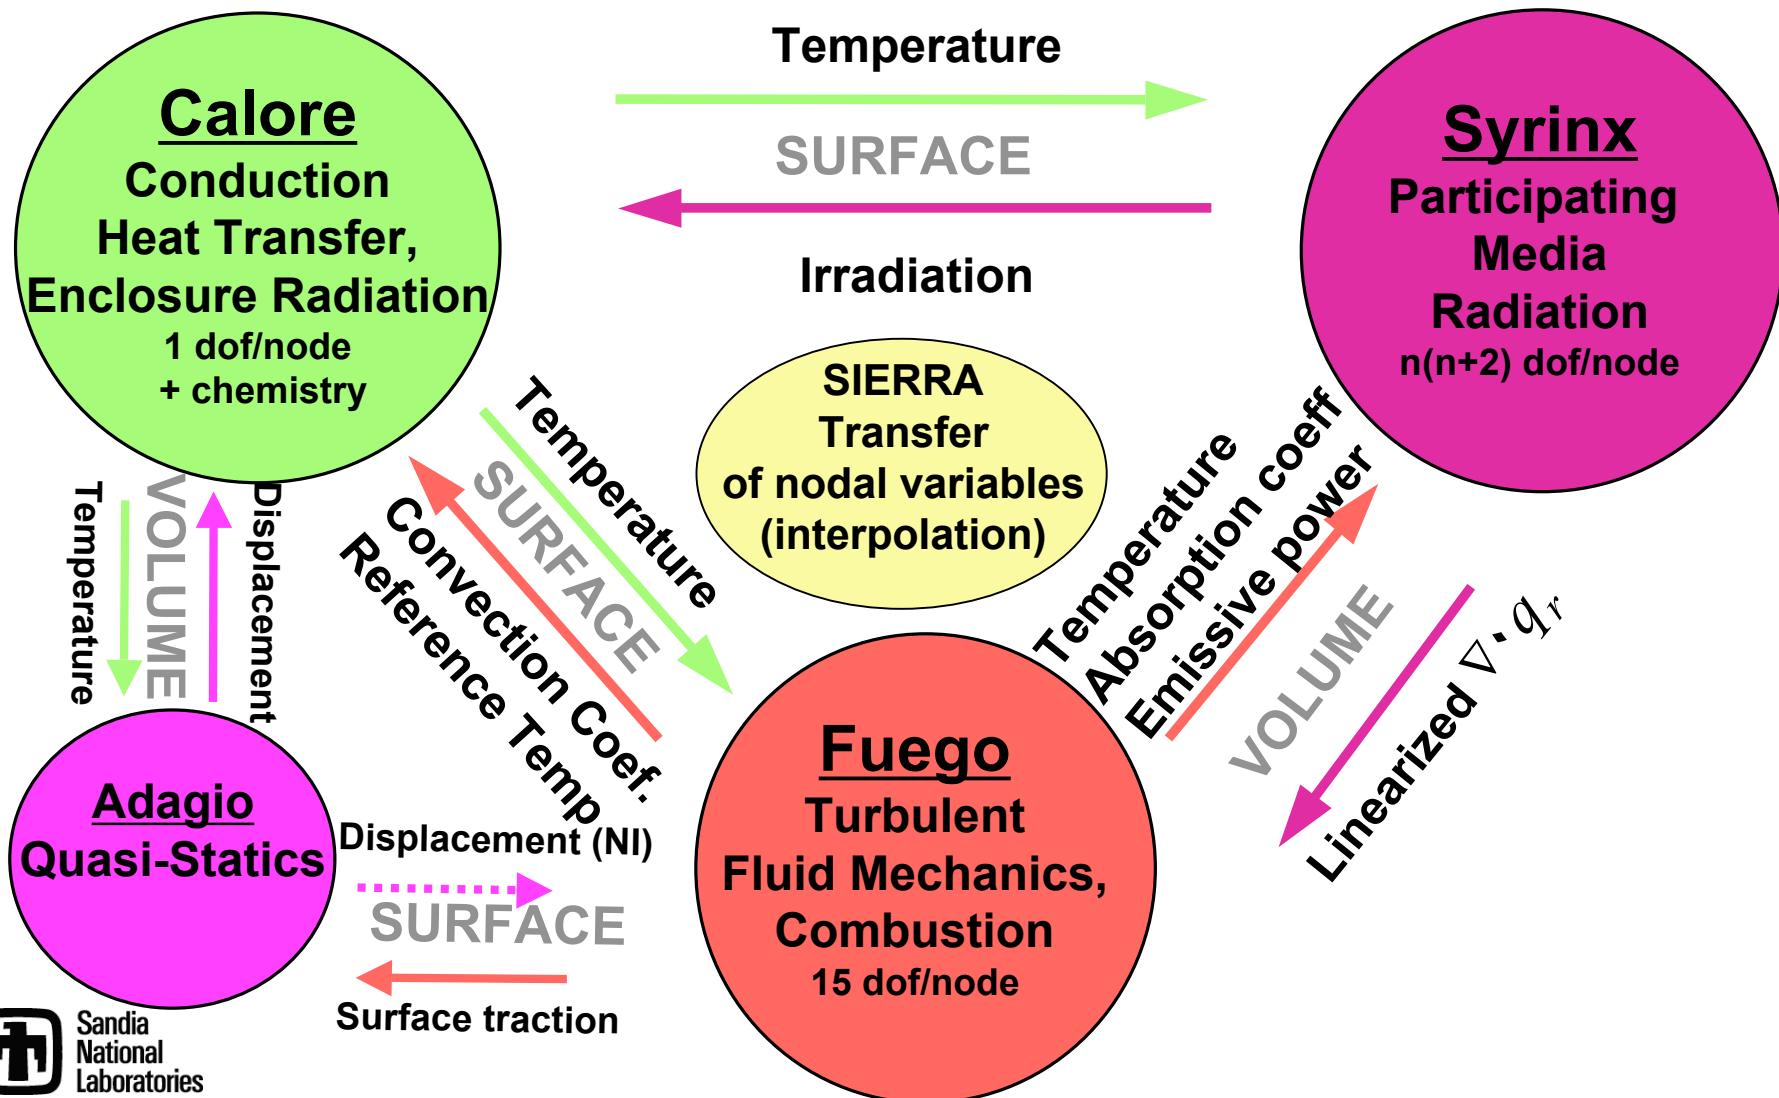 Temperature
SURFACE
Irradiation
Calore
Conduction
Heat Transfer,
Enclosure Radiation
1 dof/node
+ chemistry
Syrinx
Participating
Media
Radiation
n(n+2) dof/node
SIERRA
Transfer
of nodal variables
(interpolation)
Temperature
SURFACE
Convection Coef.
Reference Temp
Temperature
Absorption coeff
Emissive power
VOLUME
Linearized ∇·qᵣ
Temperature
VOLUME
Displacement
Adagio
Quasi-Statics
Displacement (NI)
SURFACE
Surface traction
Fuego
Turbulent
Fluid Mechanics,
Combustion
15 dof/node
Sandia
National
Laboratories